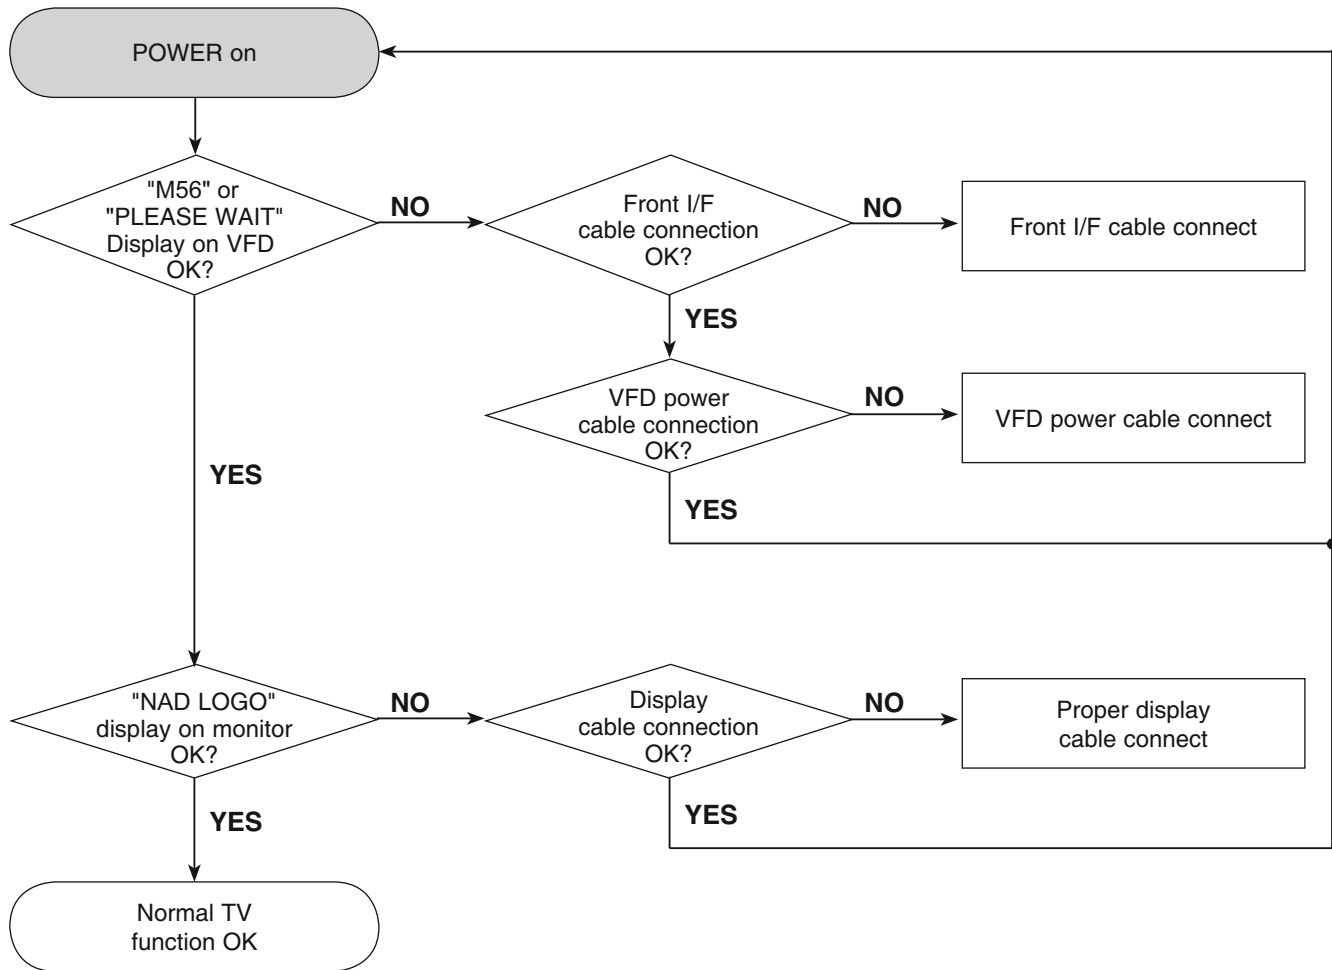 POWER on
"M56" or
"PLEASE WAIT"
Display on VFD
OK?
NO
Front I/F
cable connection
OK?
NO
Front I/F cable connect
YES
VFD power
cable connection
OK?
NO
VFD power cable connect
YES
YES
"NAD LOGO"
display on monitor
OK?
NO
Display
cable connection
OK?
NO
Proper display
cable connect
YES
YES
Normal TV
function OK